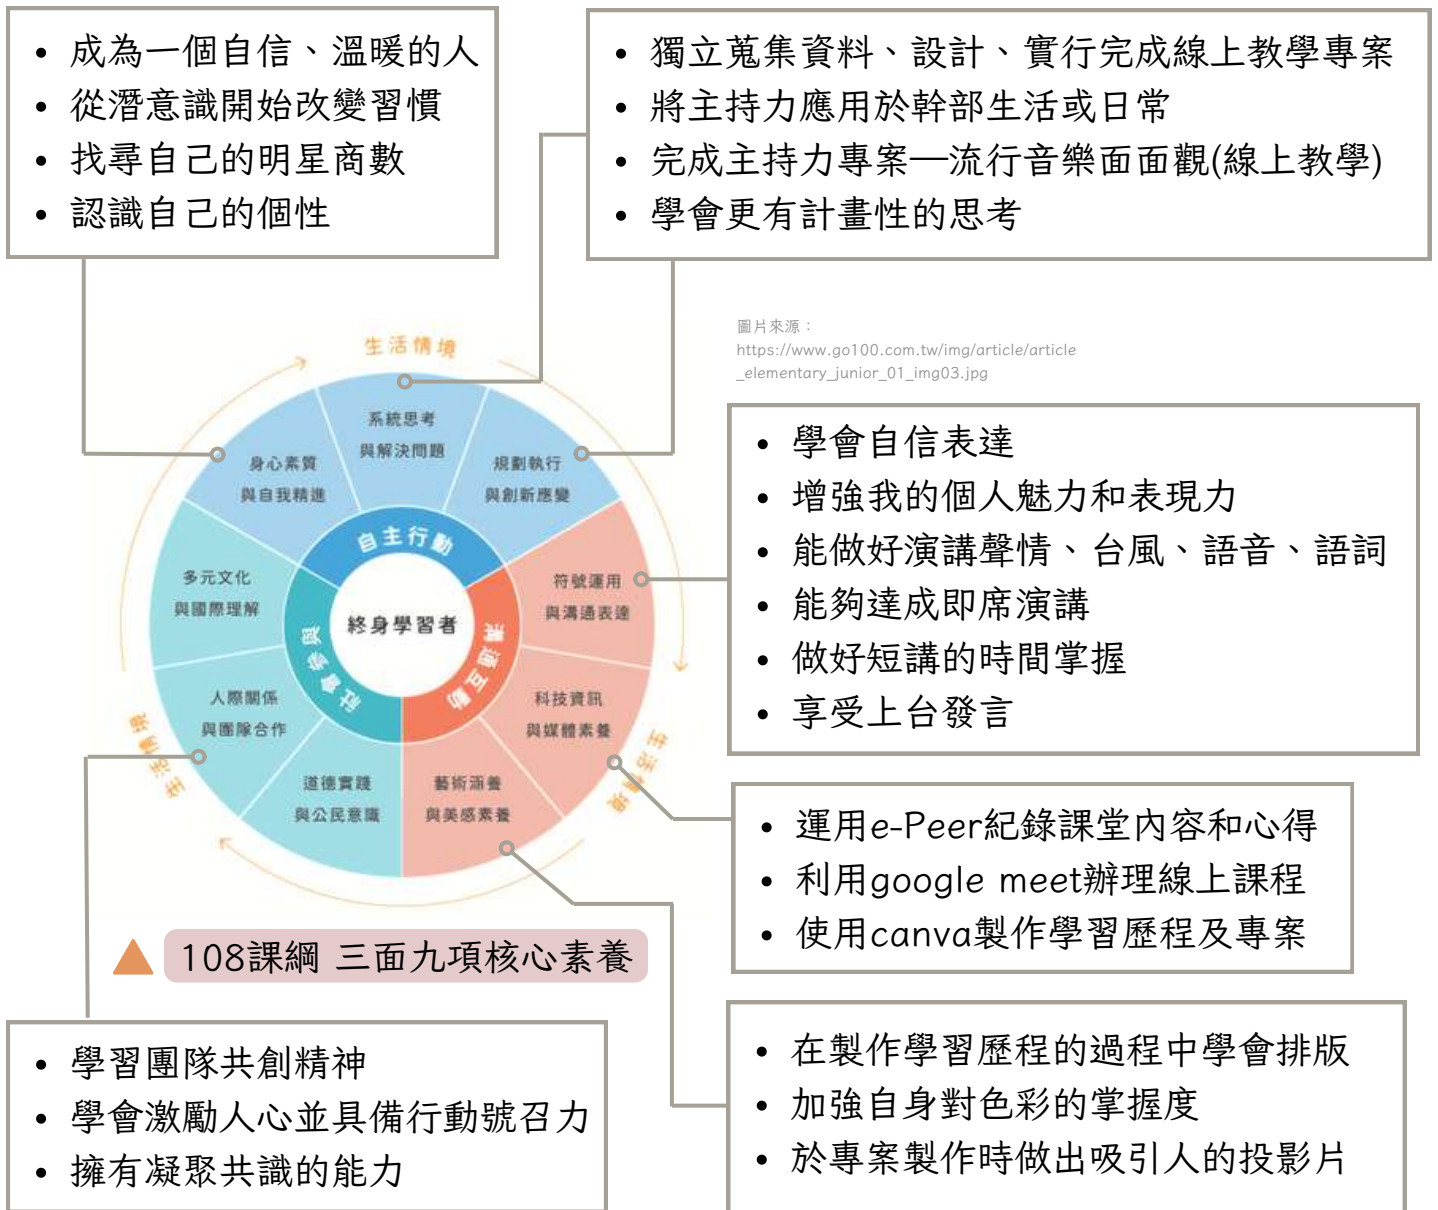 成為一個自信、溫暖的人
從潛意識開始改變習慣
找尋自己的明星商數
認識自己的個性
獨立蒐集資料、設計、實行完成線上教學專案
將主持力應用於幹部生活或日常
完成主持力專案—流行音樂面面觀(線上教學)
學會更有計畫性的思考
圖片來源：
https://www.go100.com.tw/img/article/article
_elementary_junior_01_img03.jpg
生活情境
系統思考
與解決問題
身心素質
與自我精進
規劃執行
與創新應變
自主行動
多元文化
與國際理解
符號運用
與溝通表達
終身學習者
社會參與
溝通互動
人際關係
與團隊合作
科技資訊
與媒體素養
生活情境
生活情境
道德實踐
與公民意識
藝術涵養
與美感素養
學會自信表達
增強我的個人魅力和表現力
能做好演講聲情、台風、語音、語詞
能夠達成即席演講
做好短講的時間掌握
享受上台發言
運用e-Peer紀錄課堂內容和心得
利用google meet辦理線上課程
使用canva製作學習歷程及專案
108課綱 三面九項核心素養
學習團隊共創精神
學會激勵人心並具備行動號召力
擁有凝聚共識的能力
在製作學習歷程的過程中學會排版
加強自身對色彩的掌握度
於專案製作時做出吸引人的投影片